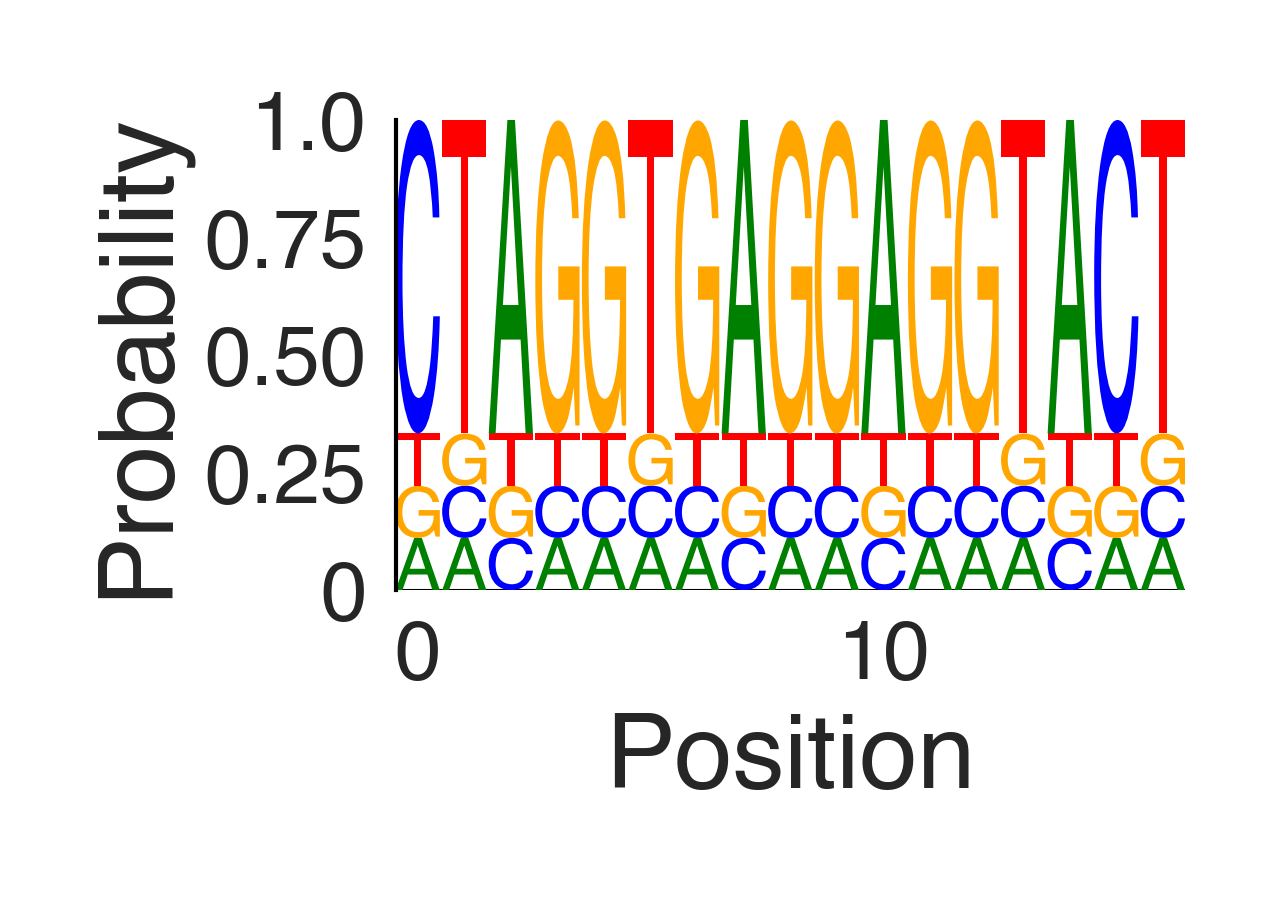 Probability
1.0
0.75
0.50
0.25
0
CTAGGTGAGGAGGTACT
TGTTTGTTTTTTTGTTG
GCGCCCCGCCGCCCGGC
AACAAAACAACAAACAA
0 10
Position